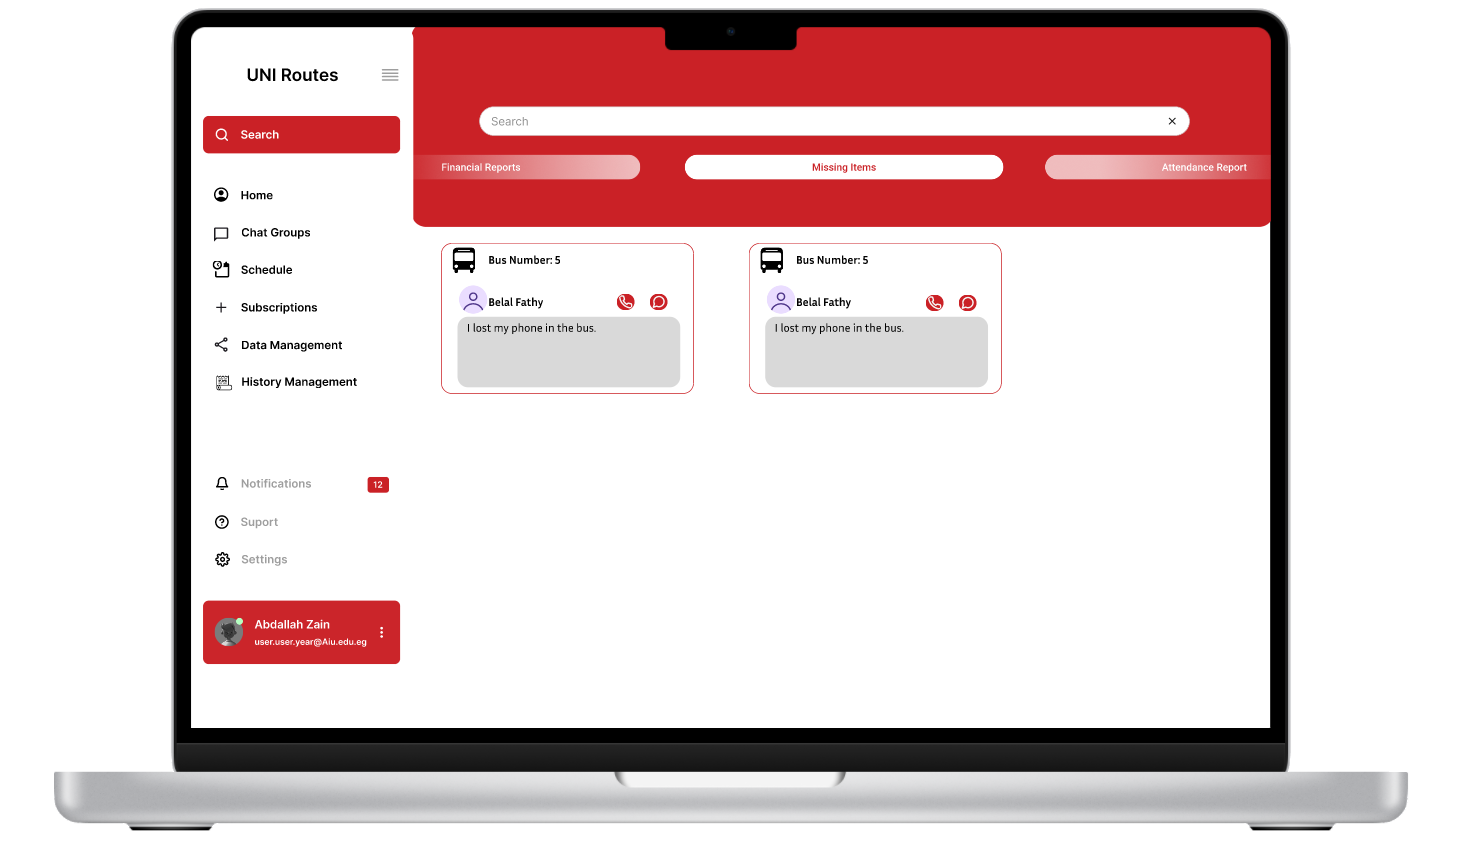 UNI Routes
Search
Home
Chat Groups
Schedule
Subscriptions
Data Management
History Management
Notifications
12
Suport
Settings
Abdallah Zain
user.user.year@Aiu.edu.eg
Search
Financial Reports
Missing Items
Attendance Report
Bus Number: 5
Belal Fathy
I lost my phone in the bus.
Bus Number: 5
Belal Fathy
I lost my phone in the bus.